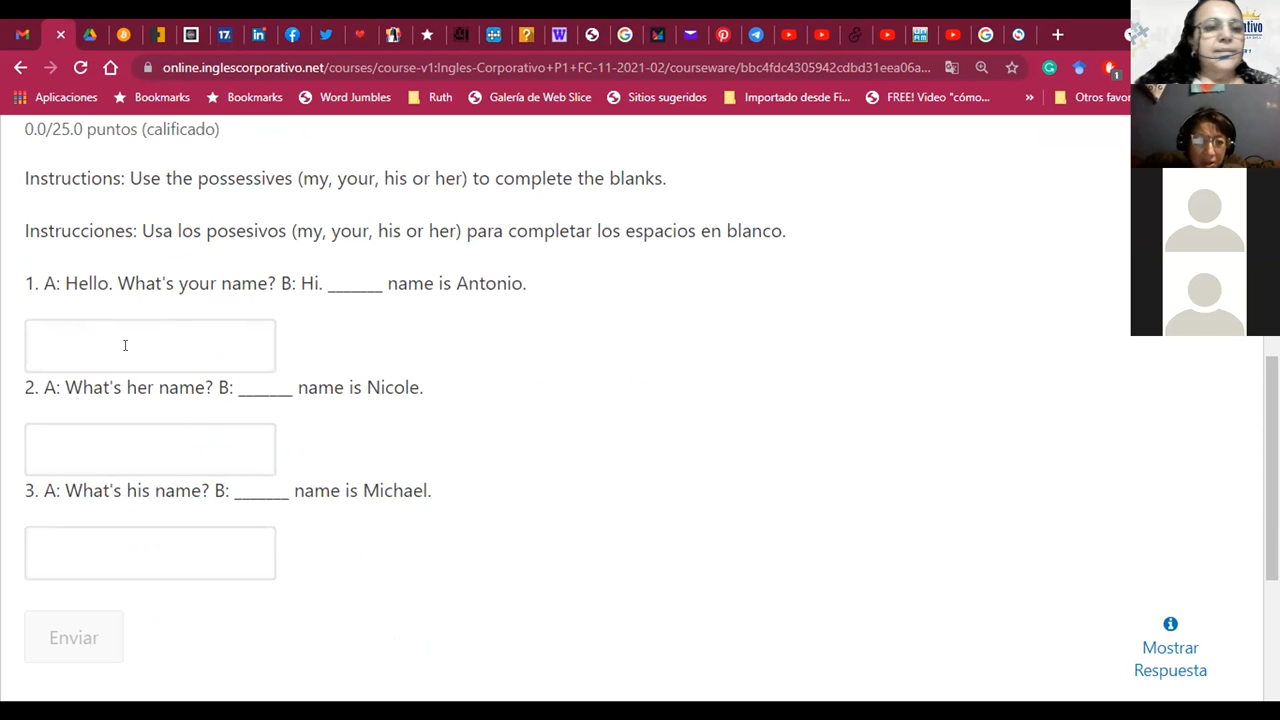 online.inglescorporativo.net/courses/course-v1:Ingles-Corporativo+P1+FC-11-2021-02/courseware/bbc4fdc4305942cdbd31eea06a...
Aplicaciones Bookmarks Bookmarks Word Jumbles Ruth Galería de Web Slice Sitios sugeridos Importado desde Fi... FREE! Video "cómo... » Otros favor
0.0/25.0 puntos (calificado)
Instructions: Use the possessives (my, your, his or her) to complete the blanks.
Instrucciones: Usa los posesivos (my, your, his or her) para completar los espacios en blanco.
1. A: Hello. What's your name? B: Hi. ______ name is Antonio.
2. A: What's her name? B: ______ name is Nicole.
3. A: What's his name? B: ______ name is Michael.
Enviar
Mostrar
Respuesta